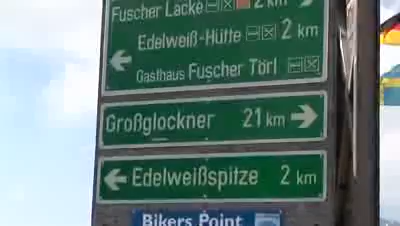 Fuscher Lacke 2 km
Edelweiß-Hütte 2 km
Gasthaus Fuscher Törl
Großglockner 21 km
Edelweißspitze 2 km
Bikers Point